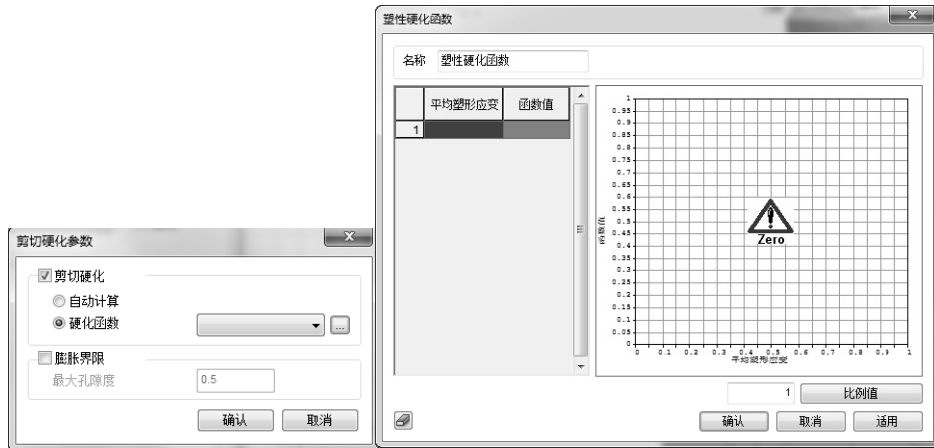 剪切硬化参数
剪切硬化
自动计算
硬化函数
...
膨胀界限
最大孔隙度 0.5
确认 取消
塑性硬化函数
名称 塑性硬化函数
平均塑形应变 函数值
1
函数值
1
0.95
0.9
0.85
0.8
0.75
0.7
0.65
0.6
0.55
0.5
0.45
0.4
0.35
0.3
0.25
0.2
0.15
0.1
0.05
0
Zero
0 0.1 0.2 0.3 0.4 0.5 0.6 0.7 0.8 0.9 1
平均塑形应变
1 比例值
确认 取消 适用